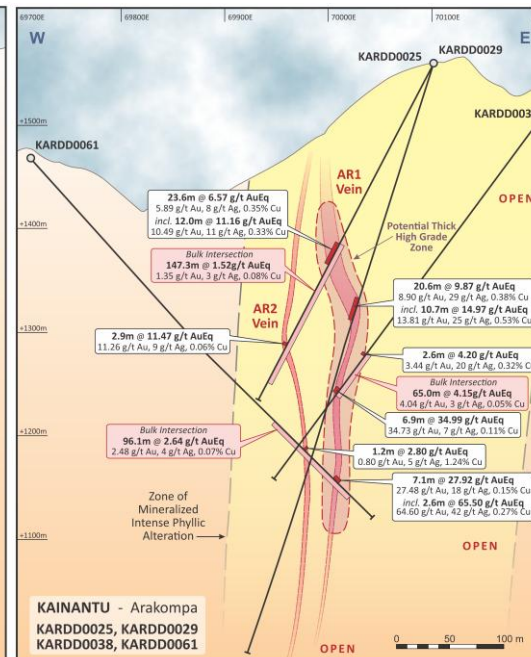 69700E
69800E
69900E
70000E
70100E
W
E
KARDD0025
KARDD0029
KARDD0061
+1500m
+1400m
+1300m
+1200m
+1100m
AR1
Vein
23.6m @ 6.57 g/t AuEq
5.89 g/t Au, 8 g/t Ag, 0.35% Cu
incl. 12.0m @ 11.16 g/t AuEq
10.49 g/t Au, 11 g/t Ag, 0.33% Cu
Bulk Intersection
147.3m @ 1.52g/t AuEq
1.35 g/t Au, 3 g/t Ag, 0.08% Cu
Potential Thick
High Grade
Zone
OPEN
20.6m @ 9.87 g/t AuEq
8.90 g/t Au, 29 g/t Ag, 0.38% Cu
incl. 10.7m @ 14.97 g/t AuEq
13.81 g/t Au, 25 g/t Ag, 0.53% Cu
AR2
Vein
2.9m @ 11.47 g/t AuEq
11.26 g/t Au, 9 g/t Ag, 0.06% Cu
2.6m @ 4.20 g/t AuEq
3.44 g/t Au, 20 g/t Ag, 0.32% Cu
Bulk Intersection
65.0m @ 4.15g/t AuEq
4.04 g/t Au, 3 g/t Ag, 0.05% Cu
6.9m @ 34.99 g/t AuEq
34.73 g/t Au, 7 g/t Ag, 0.11% Cu
Bulk Intersection
96.1m @ 2.64 g/t AuEq
2.48 g/t Au, 4 g/t Ag, 0.07% Cu
1.2m @ 2.80 g/t AuEq
0.80 g/t Au, 5 g/t Ag, 1.24% Cu
7.1m @ 27.92 g/t AuEq
27.48 g/t Au, 18 g/t Ag, 0.15% Cu
incl. 2.6m @ 65.50 g/t AuEq
64.60 g/t Au, 42 g/t Ag, 0.27% Cu
Zone of
Mineralized
Intense Phyllic
Alteration
OPEN
KAINANTU - Arakompa
KARDD0025, KARDD0029
KARDD0038, KARDD0061
OPEN
0 50 100 m